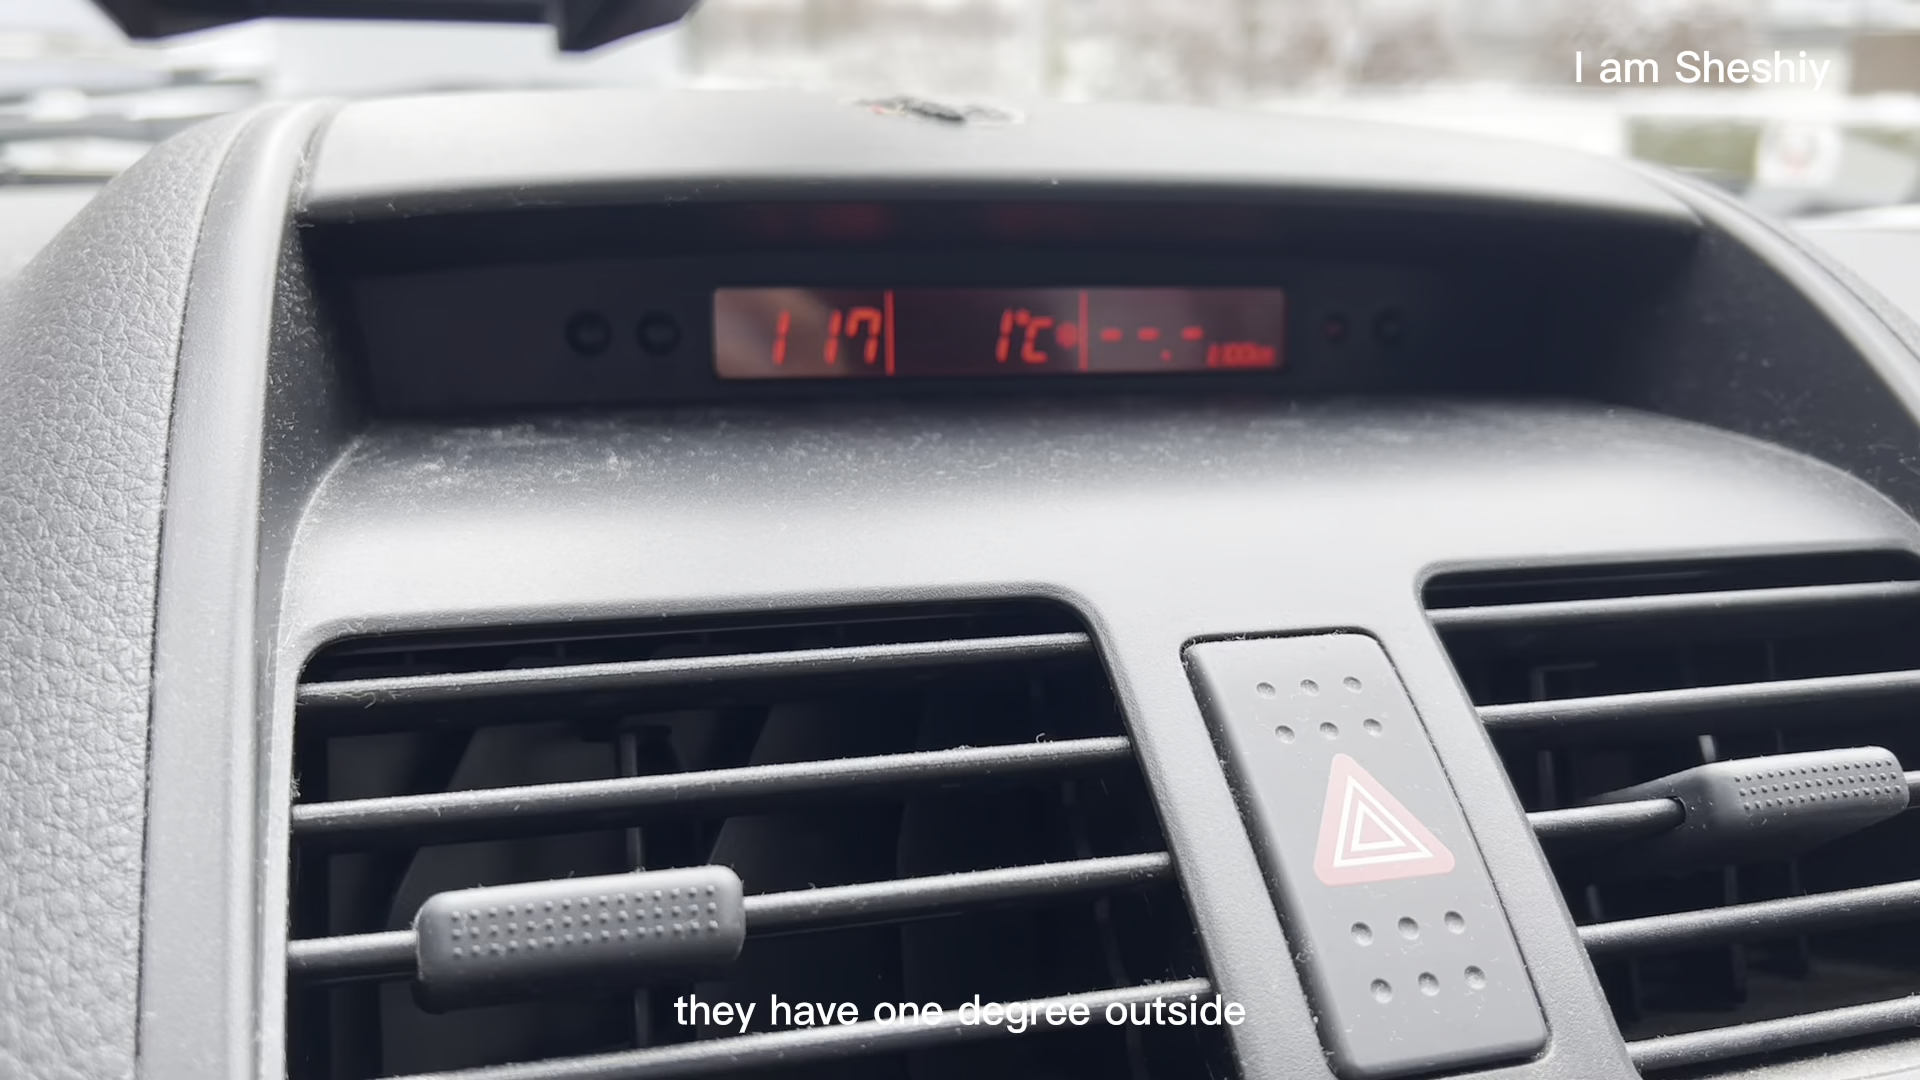 I am Sheshiy
1 17 1°C --.-
they have one degree outside